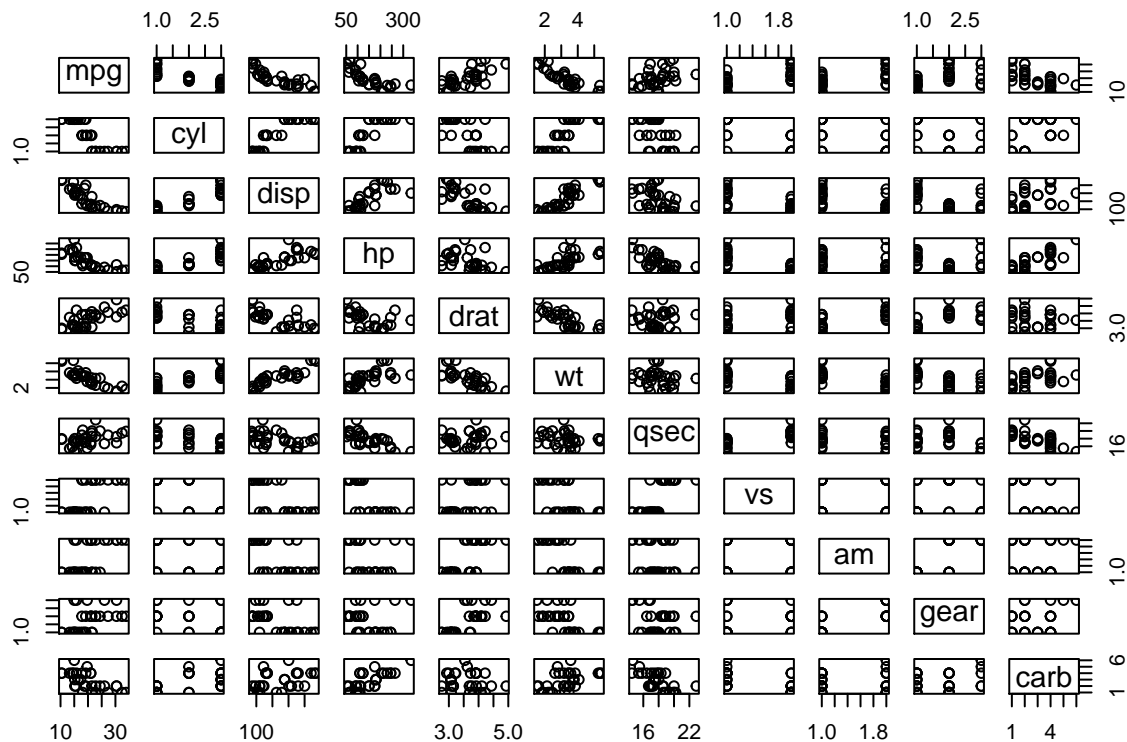 1.0 2.5 50 300 2 4 1.0 1.8 1.0 2.5
mpg 10
1.0 cyl
disp 100
50 hp
drat 3.0
2 wt
qsec 16
1.0 vs
am 1.0
1.0 gear
carb 1 6
10 30 100 3.0 5.0 16 22 1.0 1.8 1 4